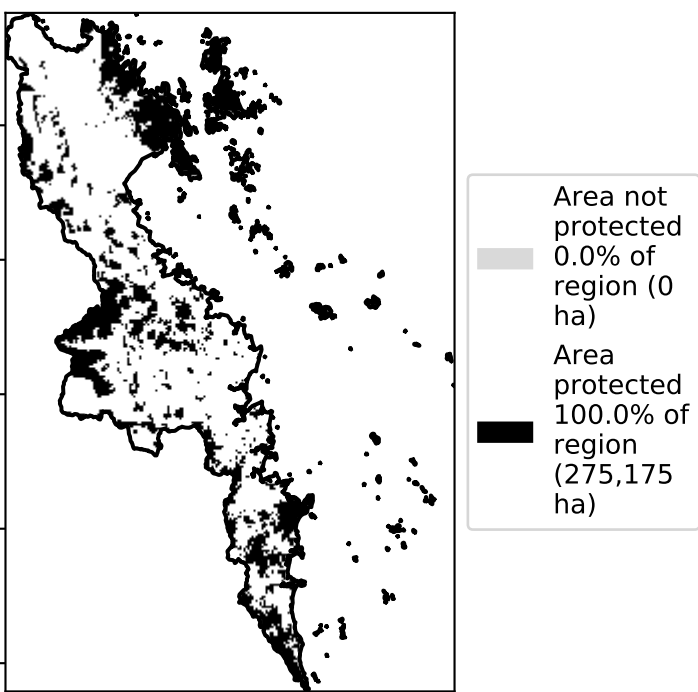 Area not
protected
0.0% of
region (0
ha)
Area
protected
100.0% of
region
(275,175
ha)